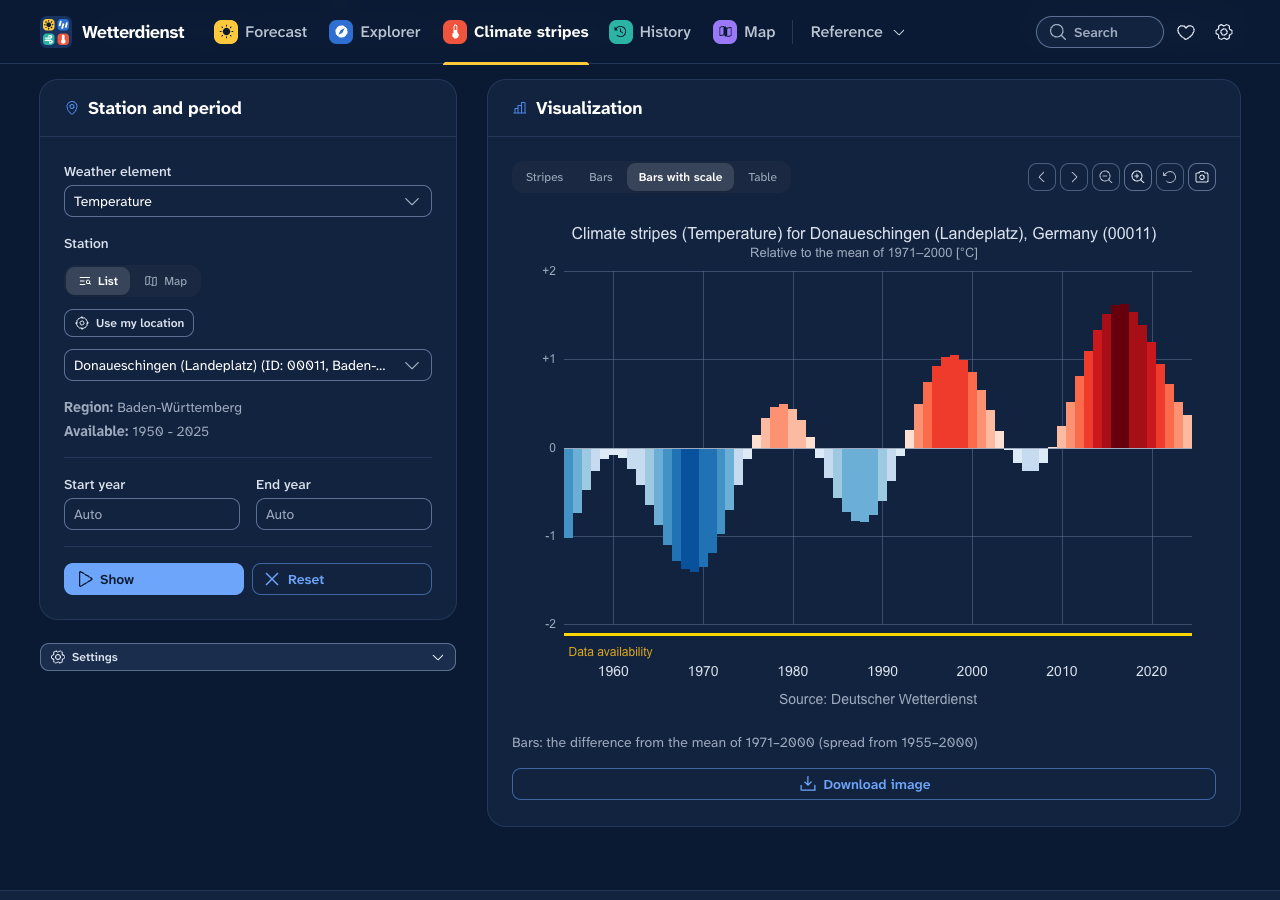 Wetterdienst
Forecast
Explorer
Climate stripes
History
Map
Reference
Search
Station and period
Weather element
Temperature
Station
List
Map
Use my location
Donaueschingen (Landeplatz) (ID: 00011, Baden-...
Region: Baden-Württemberg
Available: 1950 - 2025
Start year
End year
Auto
Auto
Show
Reset
Settings
Visualization
Stripes
Bars
Bars with scale
Table
Climate stripes (Temperature) for Donaueschingen (Landeplatz), Germany (00011)
Relative to the mean of 1971–2000 [°C]
+2
+1
0
-1
-2
Data availability
1960
1970
1980
1990
2000
2010
2020
Source: Deutscher Wetterdienst
Bars: the difference from the mean of 1971–2000 (spread from 1955–2000)
Download image